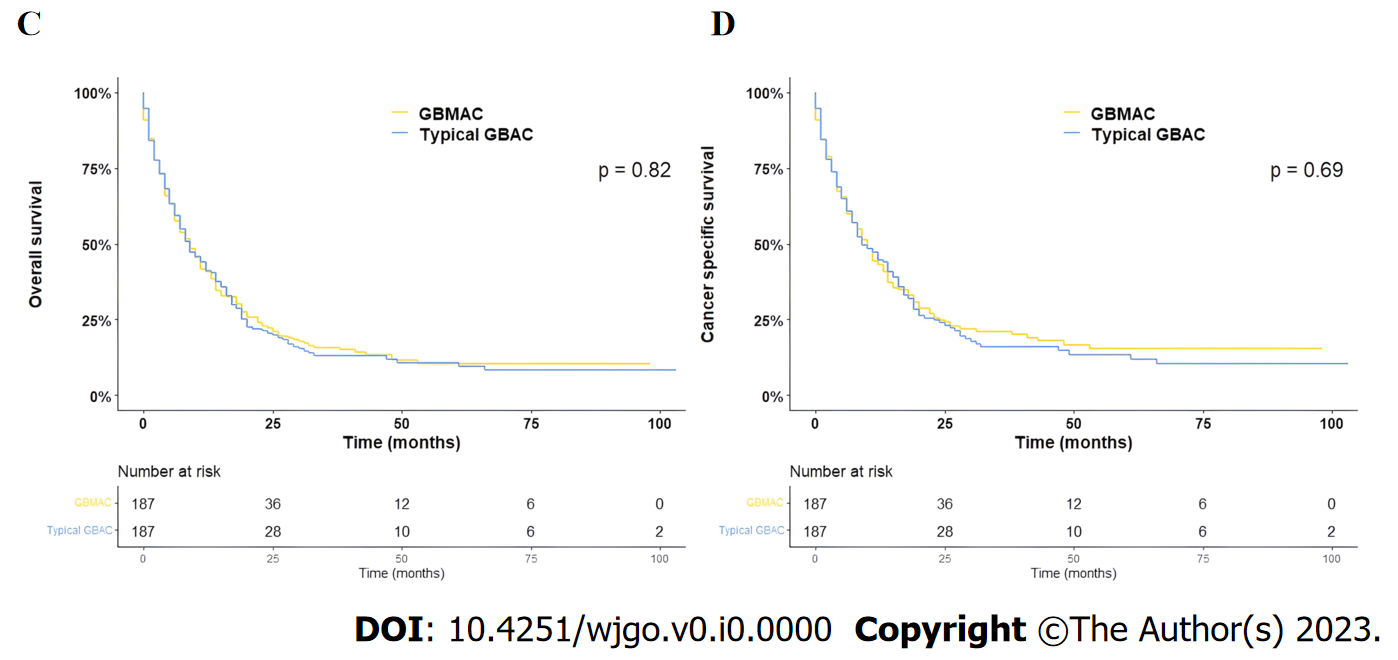 C
D
100%
75%
50%
25%
0%
Overall survival
GBMAC
Typical GBAC
p = 0.82
0 25 50 75 100
Time (months)
Number at risk
GBMAC 187 36 12 6 0
Typical GBAC 187 28 10 6 2
0 25 50 75 100
Time (months)
100%
75%
50%
25%
0%
Cancer specific survival
GBMAC
Typical GBAC
p = 0.69
0 25 50 75 100
Time (months)
Number at risk
GBMAC 187 36 12 6 0
Typical GBAC 187 28 10 6 2
0 25 50 75 100
Time (months)
DOI: 10.4251/wjgo.v0.i0.0000 Copyright ©The Author(s) 2023.